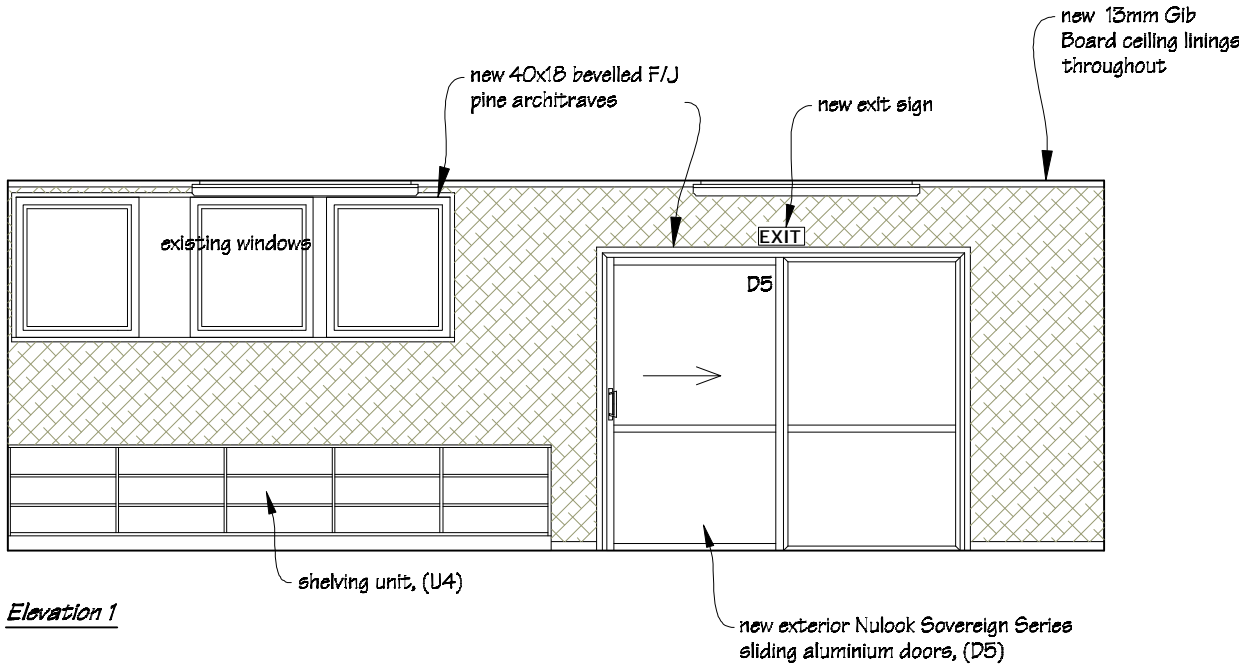 new 13mm Gib
Board ceiling linings
throughout
new 40x18 bevelled F/J
pine architraves
new exit sign
EXIT
existing windows
D5
shelving unit, (U4)
Elevation 1
new exterior Nulook Sovereign Series
sliding aluminium doors, (D5)